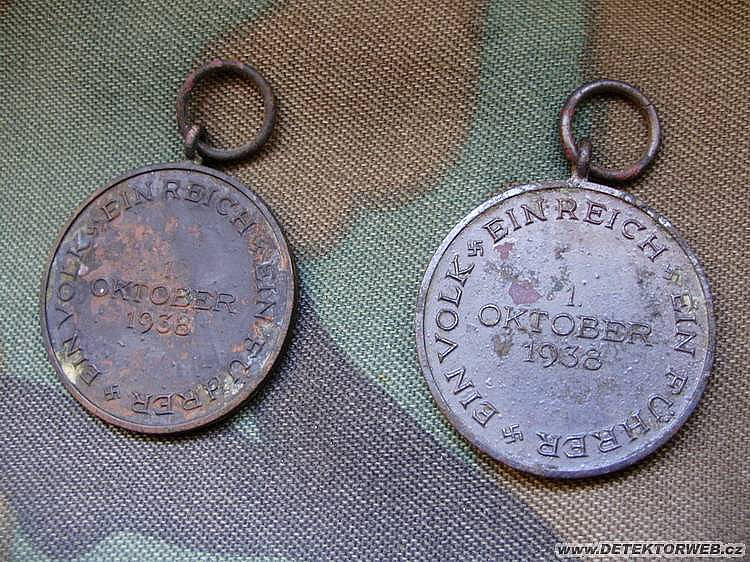 EIN VOLK EIN REICH EIN FÜHRER
1.
OKTOBER
1938
EIN VOLK EIN REICH EIN FÜHRER
1.
OKTOBER
1938
www.DETEKTORWEB.cz